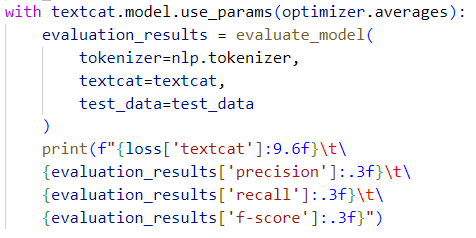 with textcat.model.use_params(optimizer.averages):
    evaluation_results = evaluate_model(
        tokenizer=nlp.tokenizer,
        textcat=textcat,
        test_data=test_data
    )
    print(f"{loss['textcat']:9.6f}\t\
    {evaluation_results['precision']:.3f}\t\
    {evaluation_results['recall']:.3f}\t\
    {evaluation_results['f-score']:.3f}")